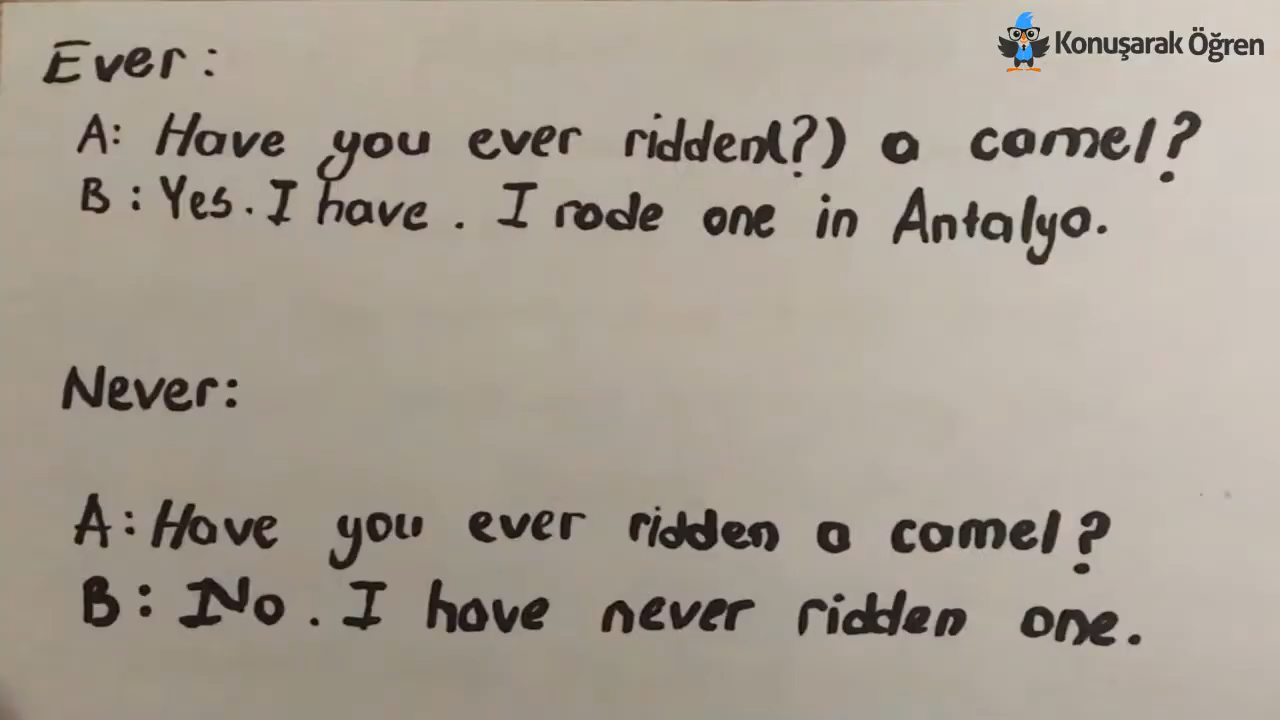 Konuşarak Öğren
Ever:
A: Have you ever ridden(?) a camel?
B: Yes. I have. I rode one in Antalya.
Never:
A: Have you ever ridden a camel?
B: No. I have never ridden one.